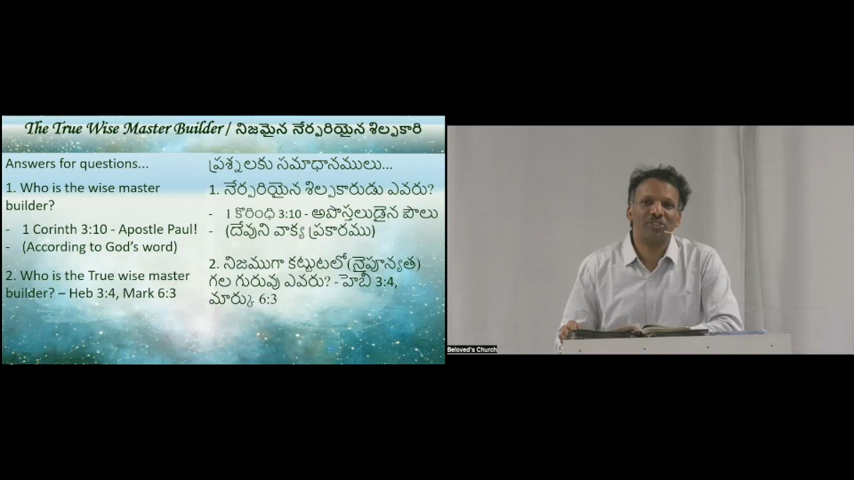 The True Wise Master Builder/ నిజమైన నేర్పరియైన శిల్పకారి
Answers for questions...
1. Who is the wise master
builder?
- 1 Corinth 3:10 - Apostle Paul!
- (According to God's word)
2. Who is the True wise master
builder? – Heb 3:4, Mark 6:3
ప్రశ్నలకు సమాధానములు...
1. నేర్పరియైన శిల్పకారుడు ఎవరు?
- 1 కొరింధి 3:10 - అపొస్తలుడైన పౌలు
- (దేవుని వాక్య ప్రకారము)
2. నిజముగా కట్టుటలో(నైపూన్యత)
గల గురువు ఎవరు? -హెబీ 3:4,
మార్కు 6:3
Beloved's Church